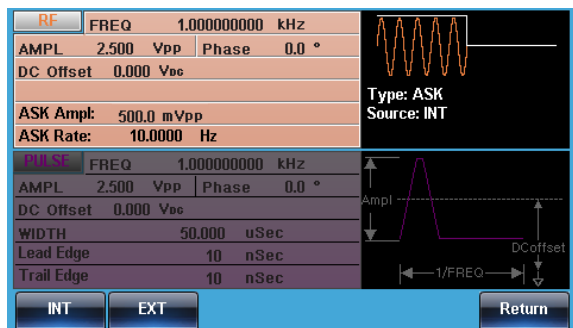 RF FREQ 1.000000000 kHz
AMPL 2.500 Vpp Phase 0.0 °
DC Offset 0.000 VDC
ASK Ampl: 500.0 mVpp
ASK Rate: 10.0000 Hz
Type: ASK
Source: INT
PULSE FREQ 1.000000000 kHz
AMPL 2.500 Vpp Phase 0.0 °
DC Offset 0.000 VDC
WIDTH 50.000 uSec
Lead Edge 10 nSec
Trail Edge 10 nSec
Ampl
DCoffset
1/FREQ
INT EXT Return